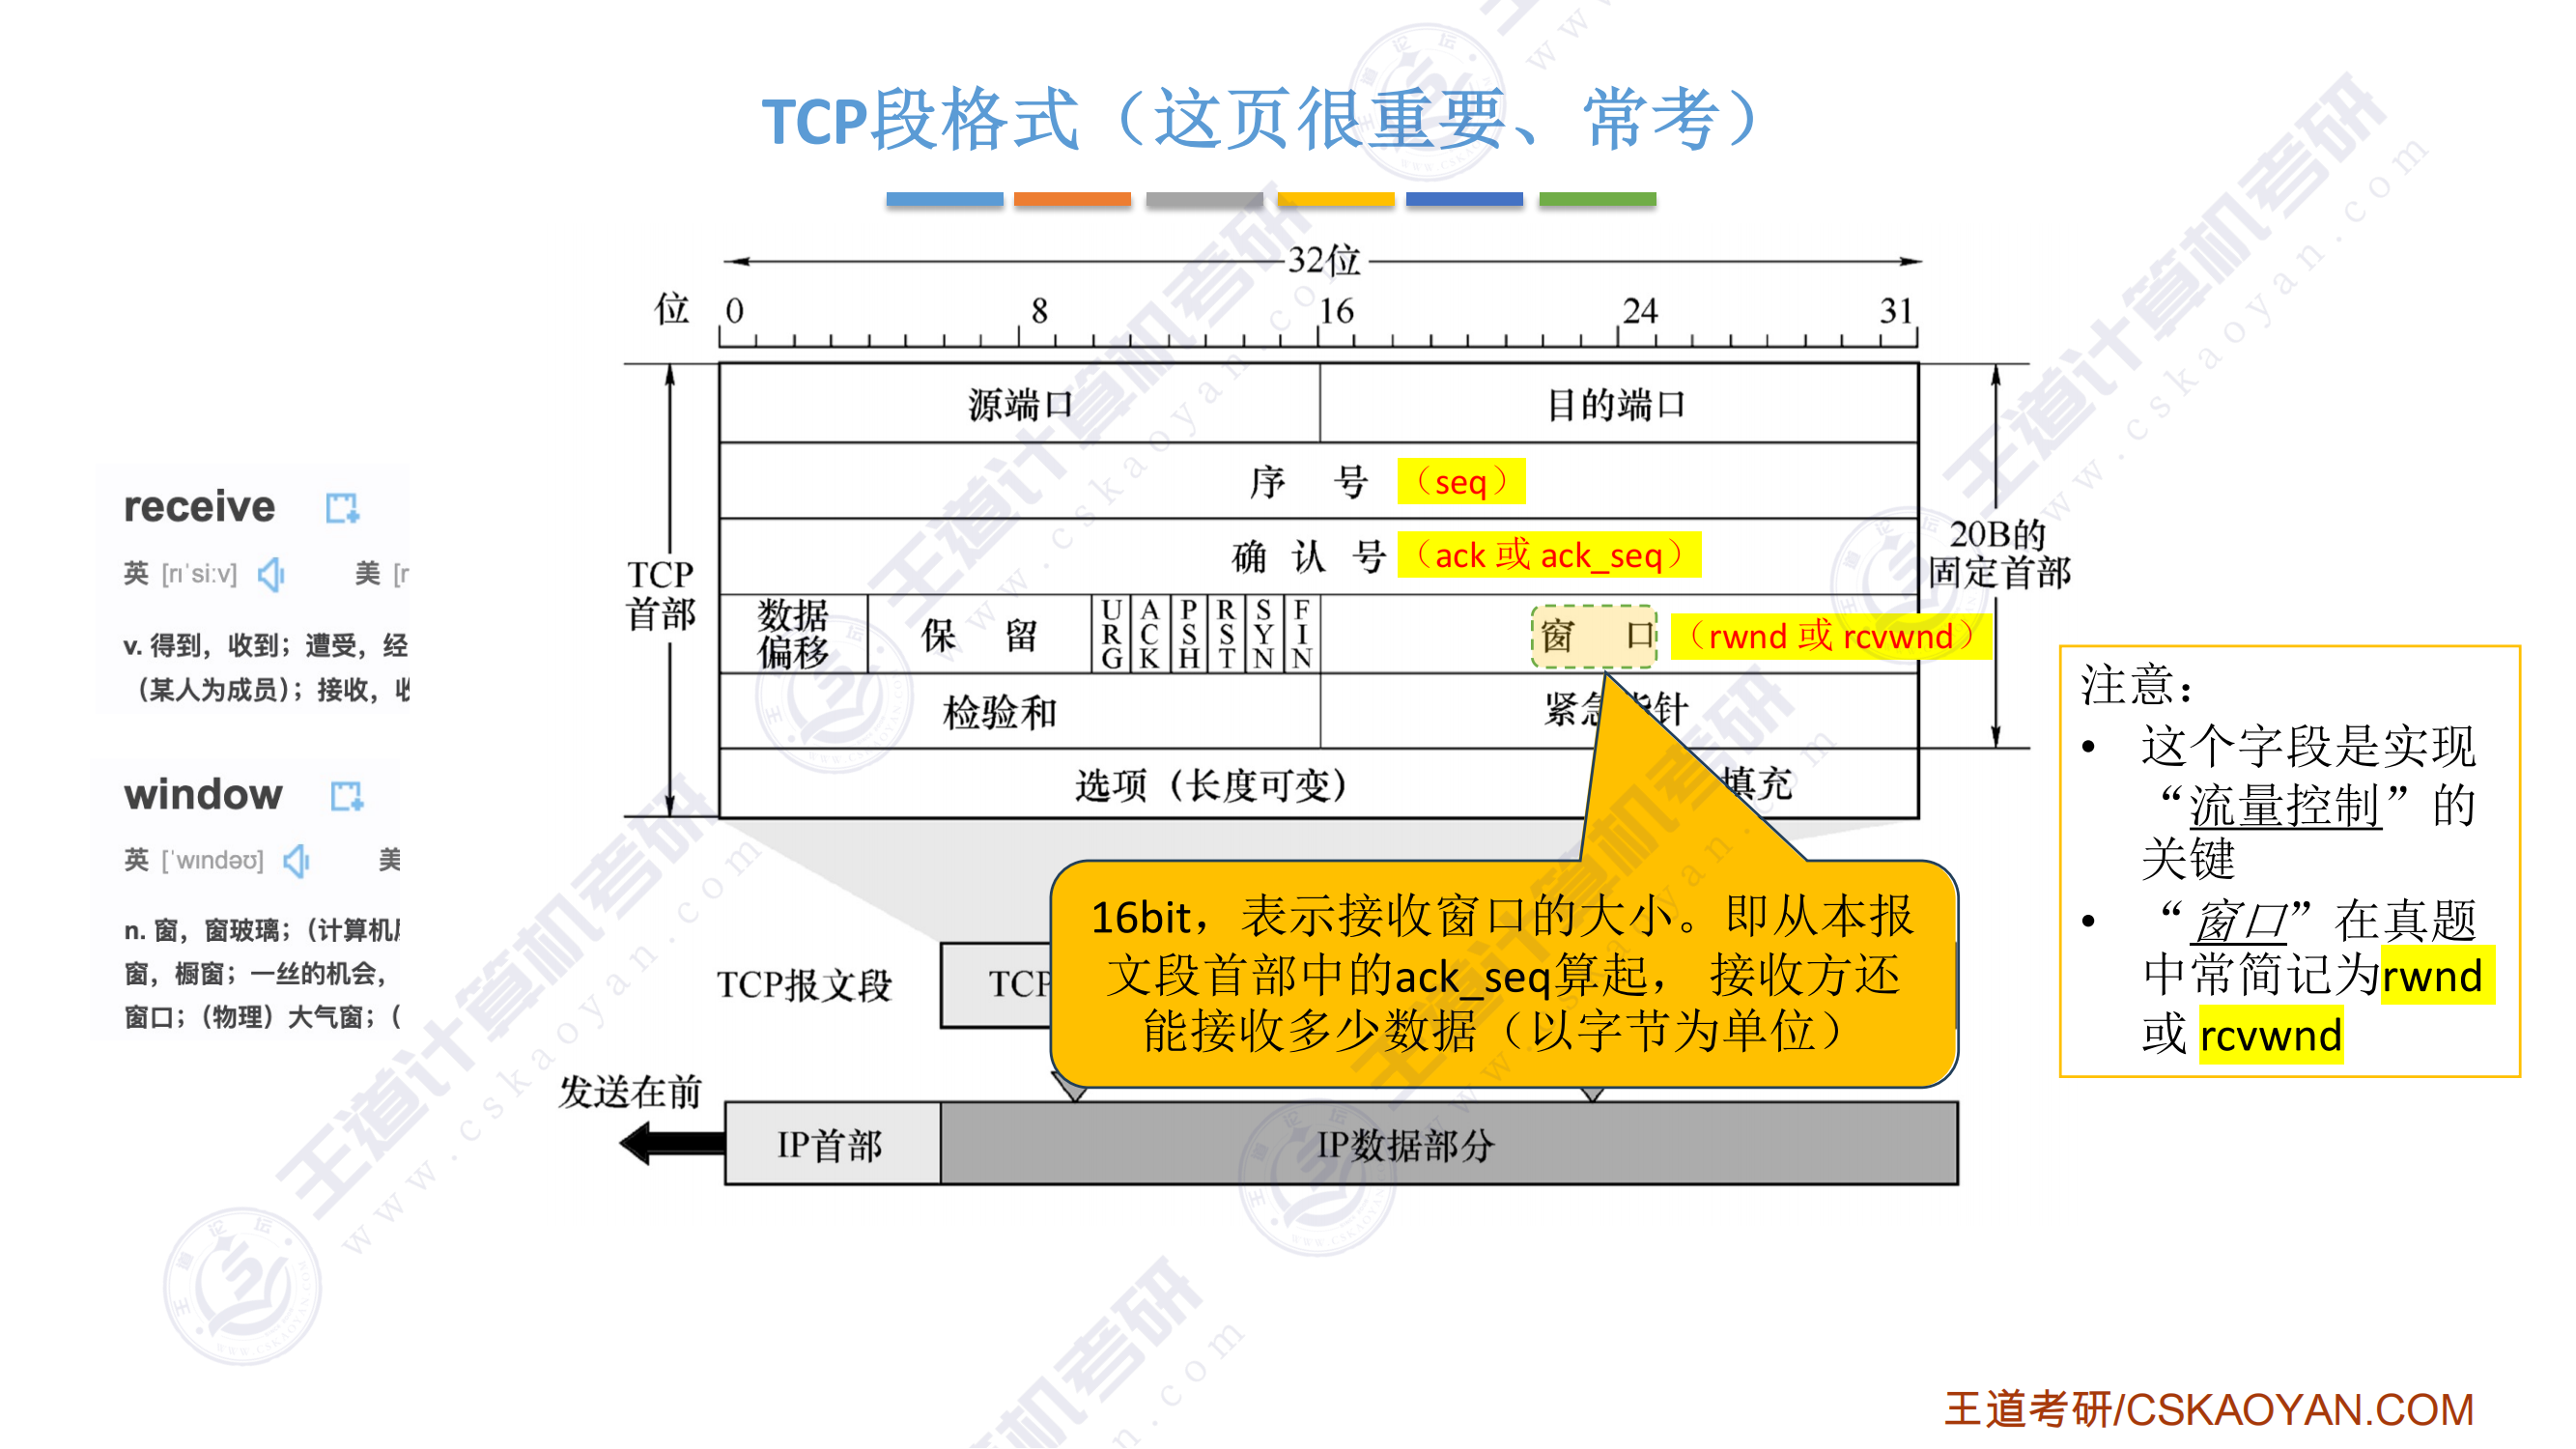 TCP段格式（这页很重要、常考）
32位
位 0 8 16 24 31
源端口 目的端口
序 号 （seq）
确 认 号 （ack 或 ack_seq）
数据偏移 保 留 URG ACK PSH RST SYN FIN 窗 口 （rwnd 或 rcvwnd）
检验和 紧急指针
选项（长度可变） 填充
TCP
首部
20B的
固定首部
receive
英 [rɪˈsiːv] 美 [r
v. 得到，收到；遭受，经
（某人为成员）；接收，收
window
英 [ˈwɪndəʊ] 美
n. 窗，窗玻璃；（计算机
窗，橱窗；一丝的机会，
窗口；（物理）大气窗；（
16bit，表示接收窗口的大小。即从本报
文段首部中的ack_seq算起， 接收方还
能接收多少数据（以字节为单位）
TCP报文段 TCP
发送在前
IP首部 IP数据部分
注意：
• 这个字段是实现
“流量控制”的
关键
• “窗口”在真题
中常简记为rwnd
或 rcvwnd
王道考研/CSKAOYAN.COM
王道计算机考研
www.cskaoyan.com